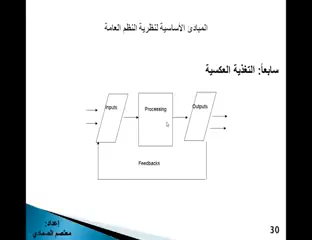 المبادئ الأساسية لنظرية النظم العامة
سابعاً: التغذية العكسية
Inputs
Processing
Outputs
Feedbacks
إعداد:
معتصم الصمادي
30